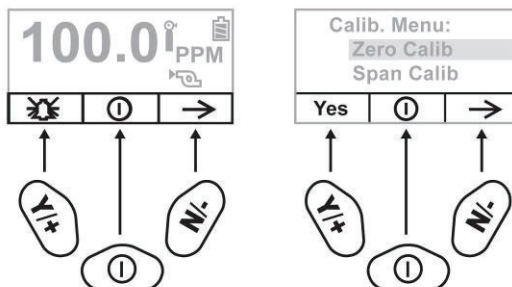 100.0 PPM
Y/+
N/-
Calib. Menu:
Zero Calib
Span Calib
Yes
Y/+
N/-